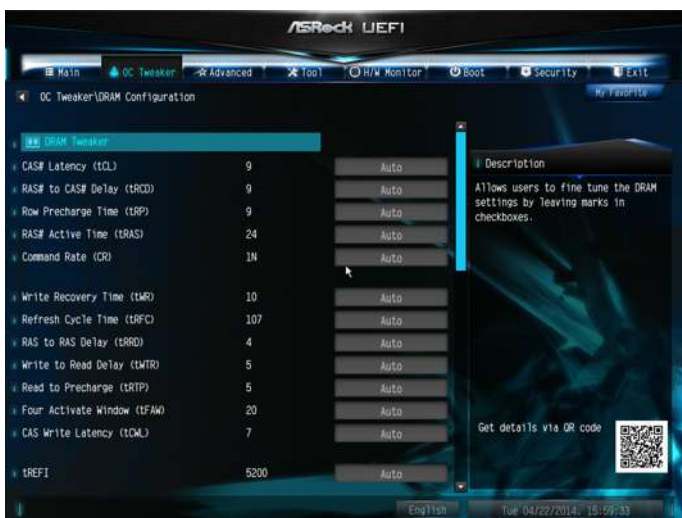 ASRock UEFI
Main OC Tweaker Advanced Tool H/W Monitor Boot Security Exit
OC Tweaker\DRAM Configuration
My Favorite
DRAM Tweaker
CAS# Latency (tCL) 9 Auto
RAS# to CAS# Delay (tRCD) 9 Auto
Row Precharge Time (tRP) 9 Auto
RAS# Active Time (tRAS) 24 Auto
Command Rate (CR) 1N Auto
Write Recovery Time (tWR) 10 Auto
Refresh Cycle Time (tRFC) 107 Auto
RAS to RAS Delay (tRRD) 4 Auto
Write to Read Delay (tWTR) 5 Auto
Read to Precharge (tRTP) 5 Auto
Four Activate Window (tFAW) 20 Auto
CAS Write Latency (tCWL) 7 Auto
tREFI 5200 Auto
Description
Allows users to fine tune the DRAM
settings by leaving marks in
checkboxes.
Get details via QR code
English
Tue 04/22/2014, 15:59:33